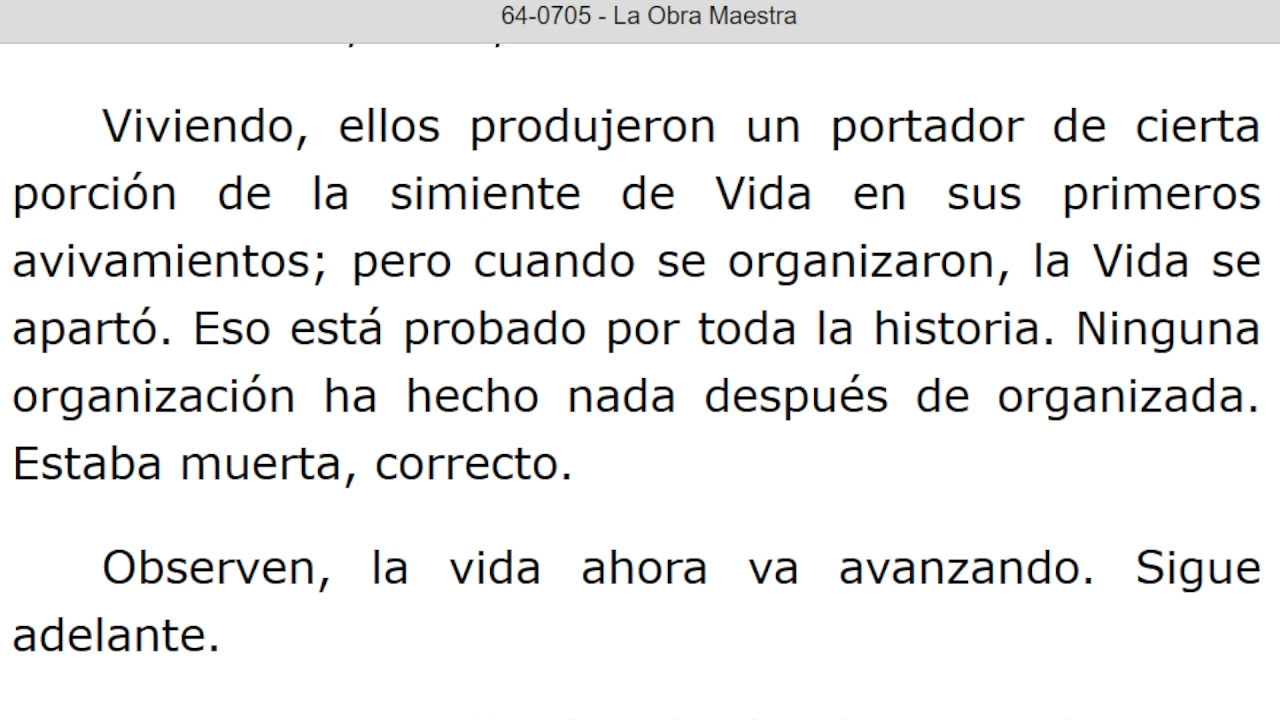 64-0705 - La Obra Maestra
Viviendo, ellos produjeron un portador de cierta
porción de la simiente de Vida en sus primeros
avivamientos; pero cuando se organizaron, la Vida se
apartó. Eso está probado por toda la historia. Ninguna
organización ha hecho nada después de organizada.
Estaba muerta, correcto.
Observen, la vida ahora va avanzando. Sigue
adelante.